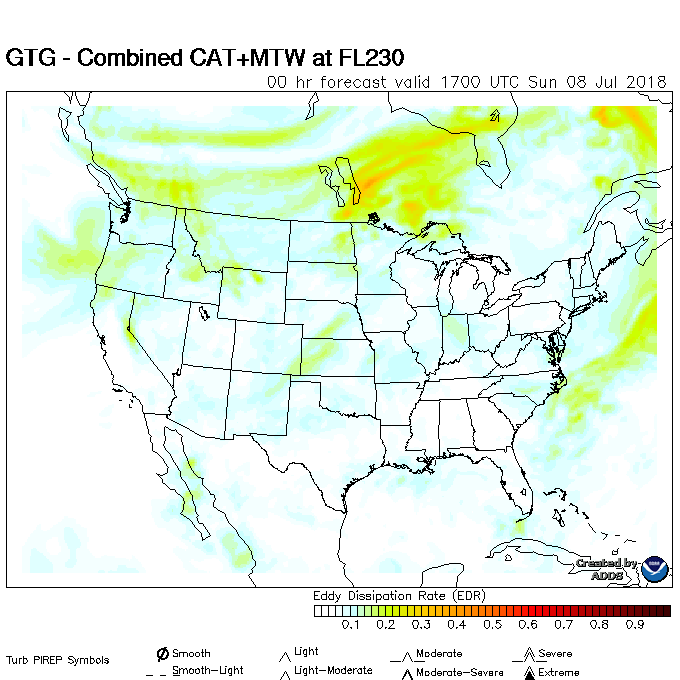 GTG - Combined CAT+MTW at FL230
00 hr forecast valid 1700 UTC Sun 08 Jul 2018
Created by
ADDS
Eddy Dissipation Rate (EDR)
0.1 0.2 0.3 0.4 0.5 0.6 0.7 0.8 0.9
Turb PIREP Symbols
Smooth Light Moderate Severe
Smooth-Light Light-Moderate Moderate-Severe Extreme